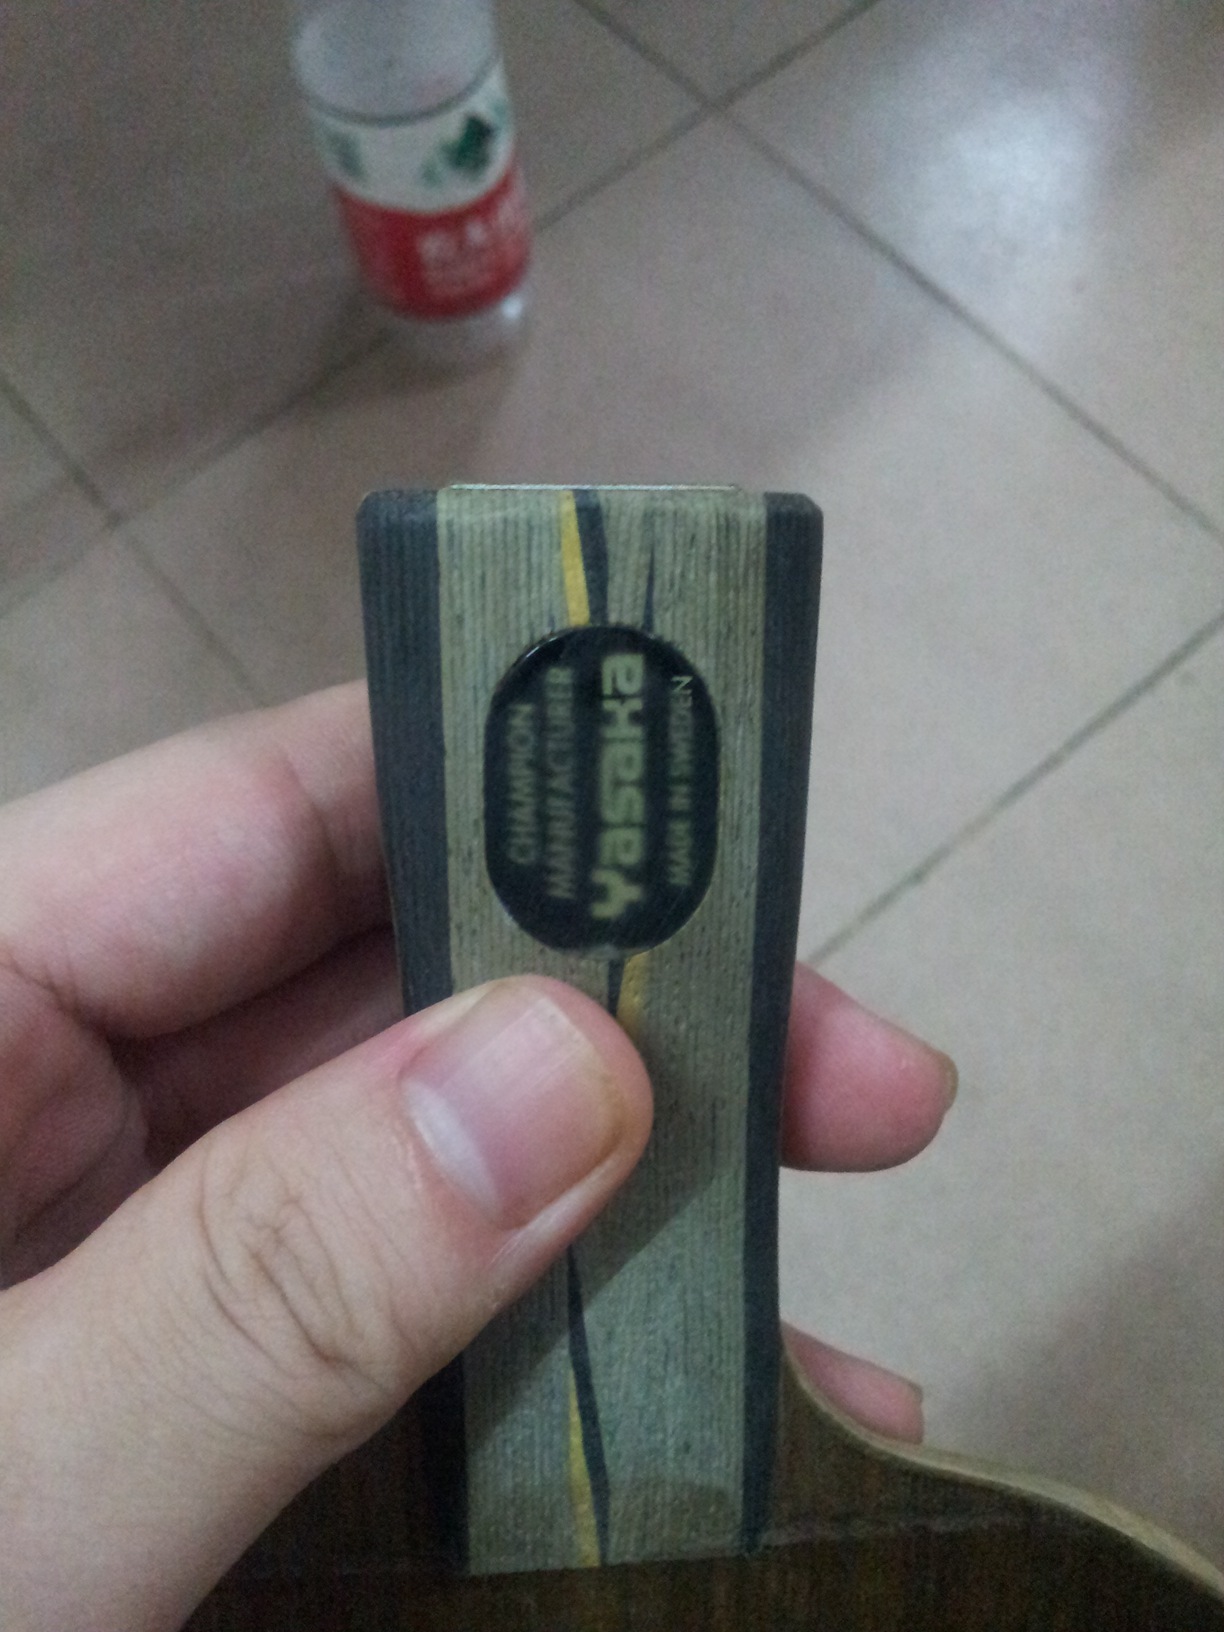 CHAMPION
MANUFACTURER
Yasaka
MADE IN SWEDEN